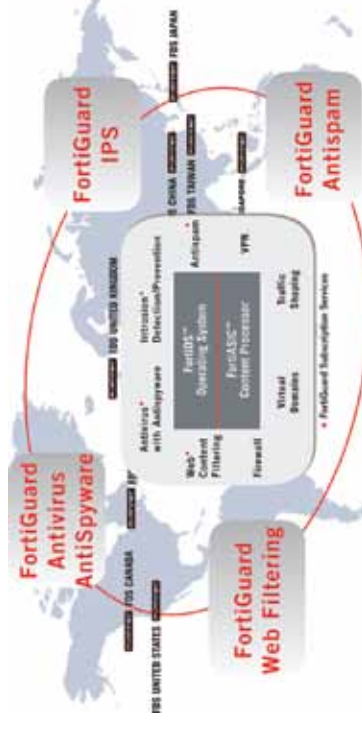 FortiGuard
Antivirus
AntiSpyware
FortiGuard
IPS
FDS CANADA
FDS UNITED STATES
FDS UNITED KINGDOM
CHINA
FDS JAPAN
FDS TAIWAN
Antivirus*
with Antispyware
Intrusion*
Detection/Prevention
Web*
Content
Filtering
FortiOS™
Operating System
FortiASIC™
Content Processor
Antispam*
Firewall
VPN
Virtual
Domains
Traffic
Shaping
* FortiGuard Subscription Services
FortiGuard
Web Filtering
FortiGuard
Antispam